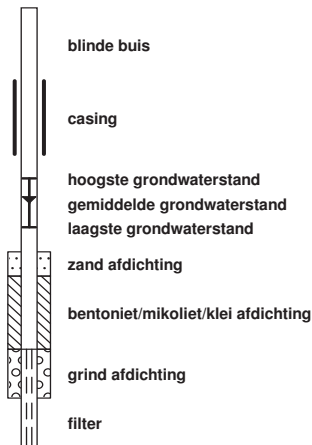 blinde buis
casing
hoogste grondwaterstand
gemiddelde grondwaterstand
laagste grondwaterstand
zand afdichting
bentoniet/mikoliet/klei afdichting
grind afdichting
filter